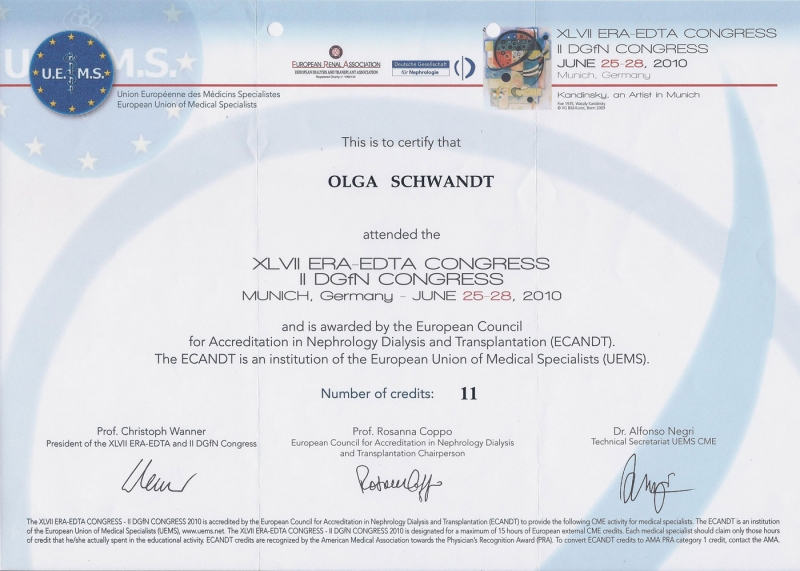 U.E.M.S.
M.S.
Union Européenne des Médicins Spécialistes
European Union of Medical Specialists
EUROPEAN RENAL ASSOCIATION
EUROPEAN DIALYSIS AND TRANSPLANT ASSOCIATION
Deutsche Gesellschaft
für Nephrologie
XLVII ERA-EDTA CONGRESS
II DGfN CONGRESS
JUNE 25-28, 2010
Munich, Germany
Kandinsky, an Artist in Munich
This is to certify that
OLGA SCHWANDT
attended the
XLVII ERA-EDTA CONGRESS
II DGfN CONGRESS
MUNICH, Germany - JUNE 25-28, 2010
and is awarded by the European Council
for Accreditation in Nephrology Dialysis and Transplantation (ECANDT).
The ECANDT is an institution of the European Union of Medical Specialists (UEMS).
Number of credits: 11
Prof. Christoph Wanner
President of the XLVII ERA-EDTA and II DGfN Congress
Prof. Rosanna Coppo
European Council for Accreditation in Nephrology Dialysis
and Transplantation Chairperson
Dr. Alfonso Negri
Technical Secretariat UEMS CME
The XLVII ERA-EDTA CONGRESS - II DGfN CONGRESS 2010 is accredited by the European Council for Accreditation in Nephrology Dialysis and Transplantation (ECANDT) to provide the following CME activity for medical specialists. The ECANDT is an institution
of the European Union of Medical Specialists (UEMS), www.uems.net. The XLVII ERA-EDTA CONGRESS - II DGfN CONGRESS 2010 is designated for a maximum of 15 hours of European external CME credits. Each medical specialist should claim only those hours
of credit that he/she actually spent in the educational activity. ECANDT credits are recognized by the American Medical Association towards the Physician's Recognition Award (PRA). To convert ECANDT credits to AMA PRA category 1 credit, contact the AMA.